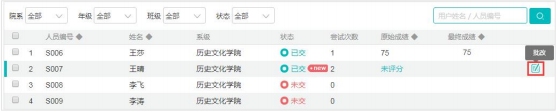 院系 全部 年级 全部 班级 全部 状态 全部 用户姓名 / 人员编号
人员编号 姓名 系级 状态 尝试次数 原始成绩 最终成绩
批改
1 S006 王莎 历史文化学院 已交 1 75 75
2 S007 王晴 历史文化学院 已交 new 2 未评分
3 S008 李飞 历史文化学院 未交 0
4 S009 李涛 历史文化学院 未交 0